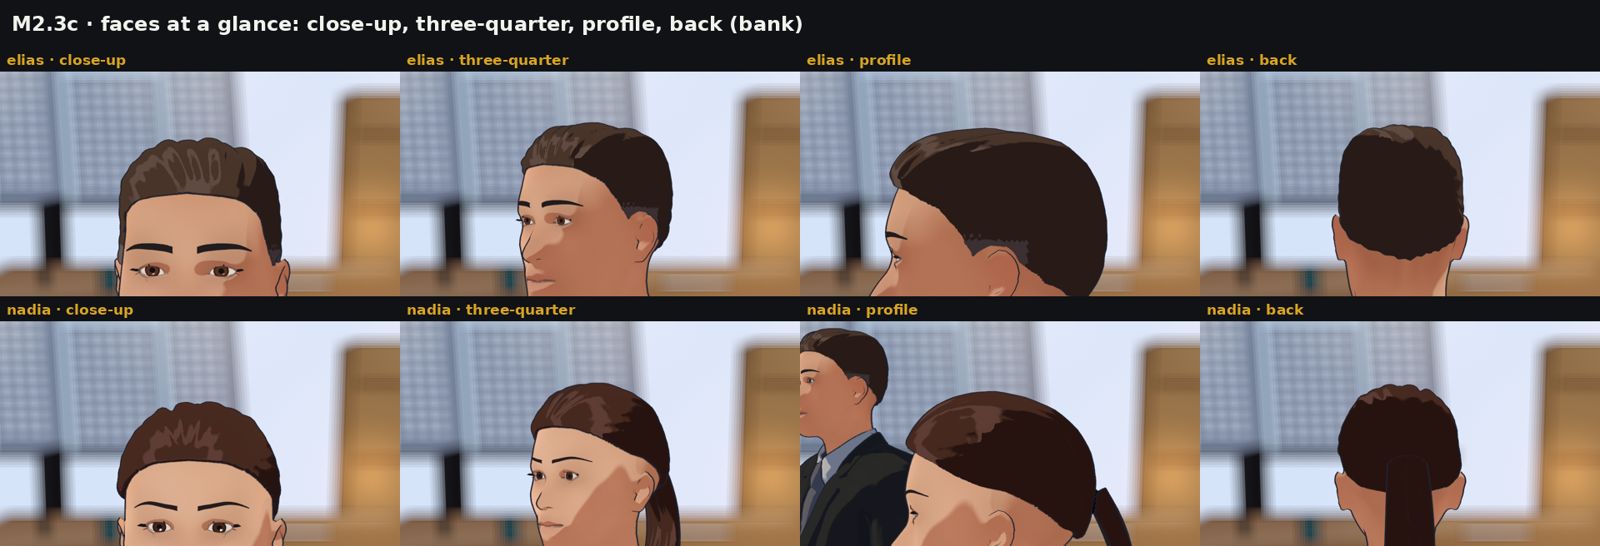 M2.3c · faces at a glance: close-up, three-quarter, profile, back (bank)
elias · close-up
elias · three-quarter
elias · profile
elias · back
nadia · close-up
nadia · three-quarter
nadia · profile
nadia · back